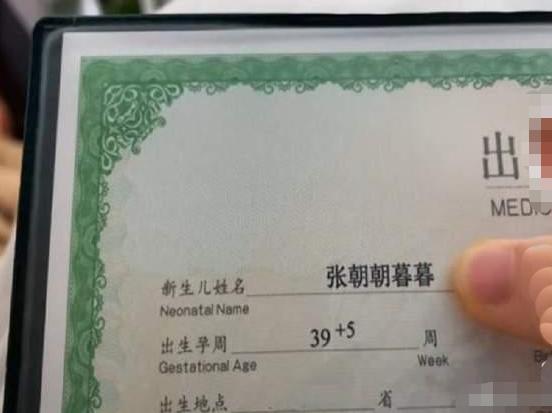 出
MEDIC
新生儿姓名 张朝朝暮暮
Neonatal Name
出生孕周 39 +5 周
Gestational Age Week
出生地点 省